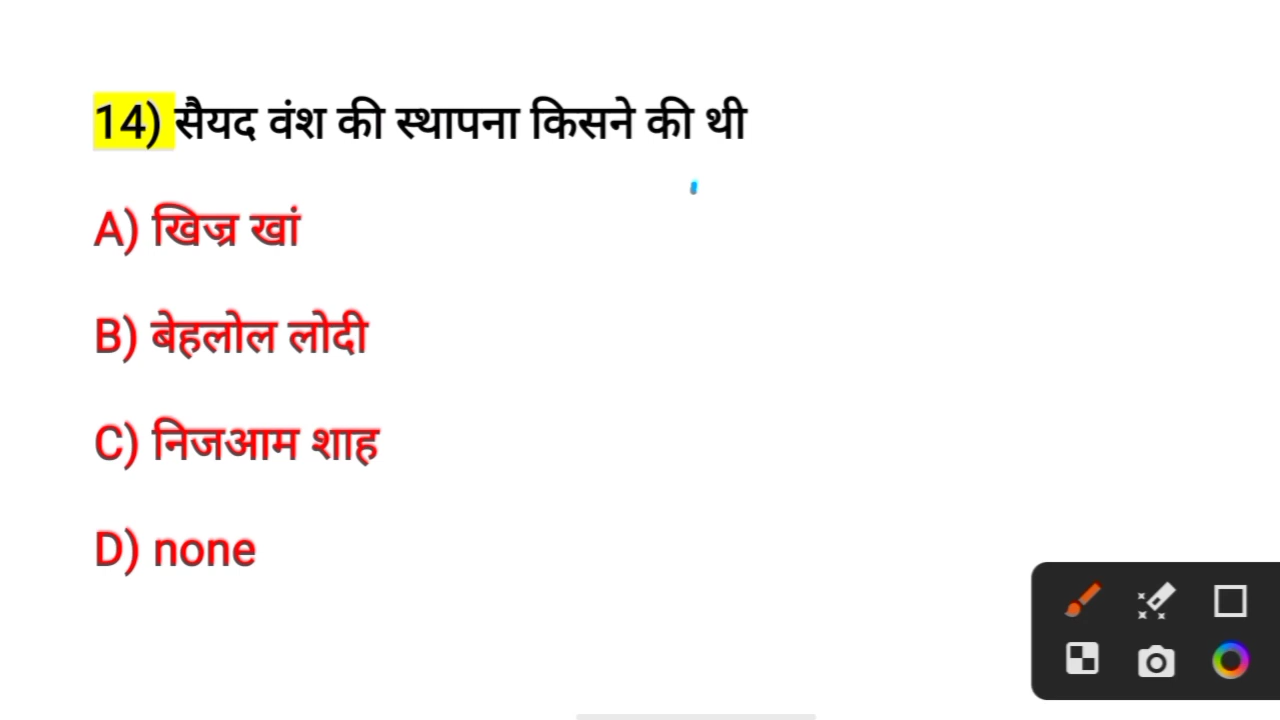 14) सैयद वंश की स्थापना किसने की थी
A) खिज्र खां
B) बेहलोल लोदी
C) निजआम शाह
D) none